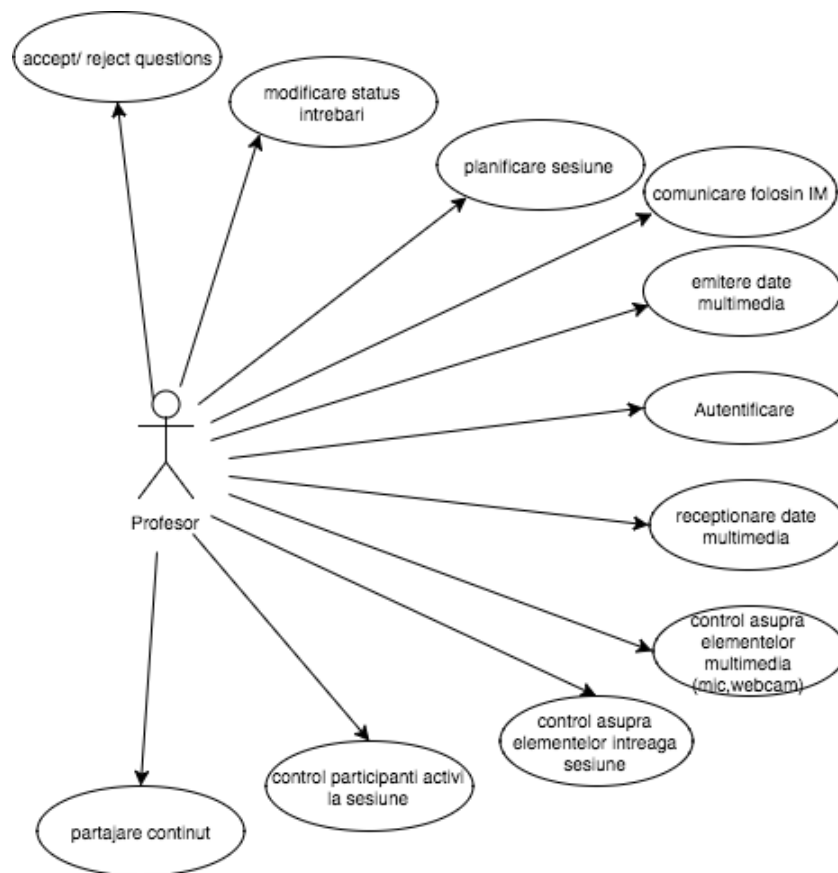 accept/ reject questions
modificare status
intrebari
planificare sesiune
comunicare folosin IM
emitere date
multimedia
Autentificare
Profesor
receptionare date
multimedia
control asupra
elementelor
multimedia
(mic,webcam)
control asupra
elementelor intreaga
sesiune
control participanti activi
la sesiune
partajare continut